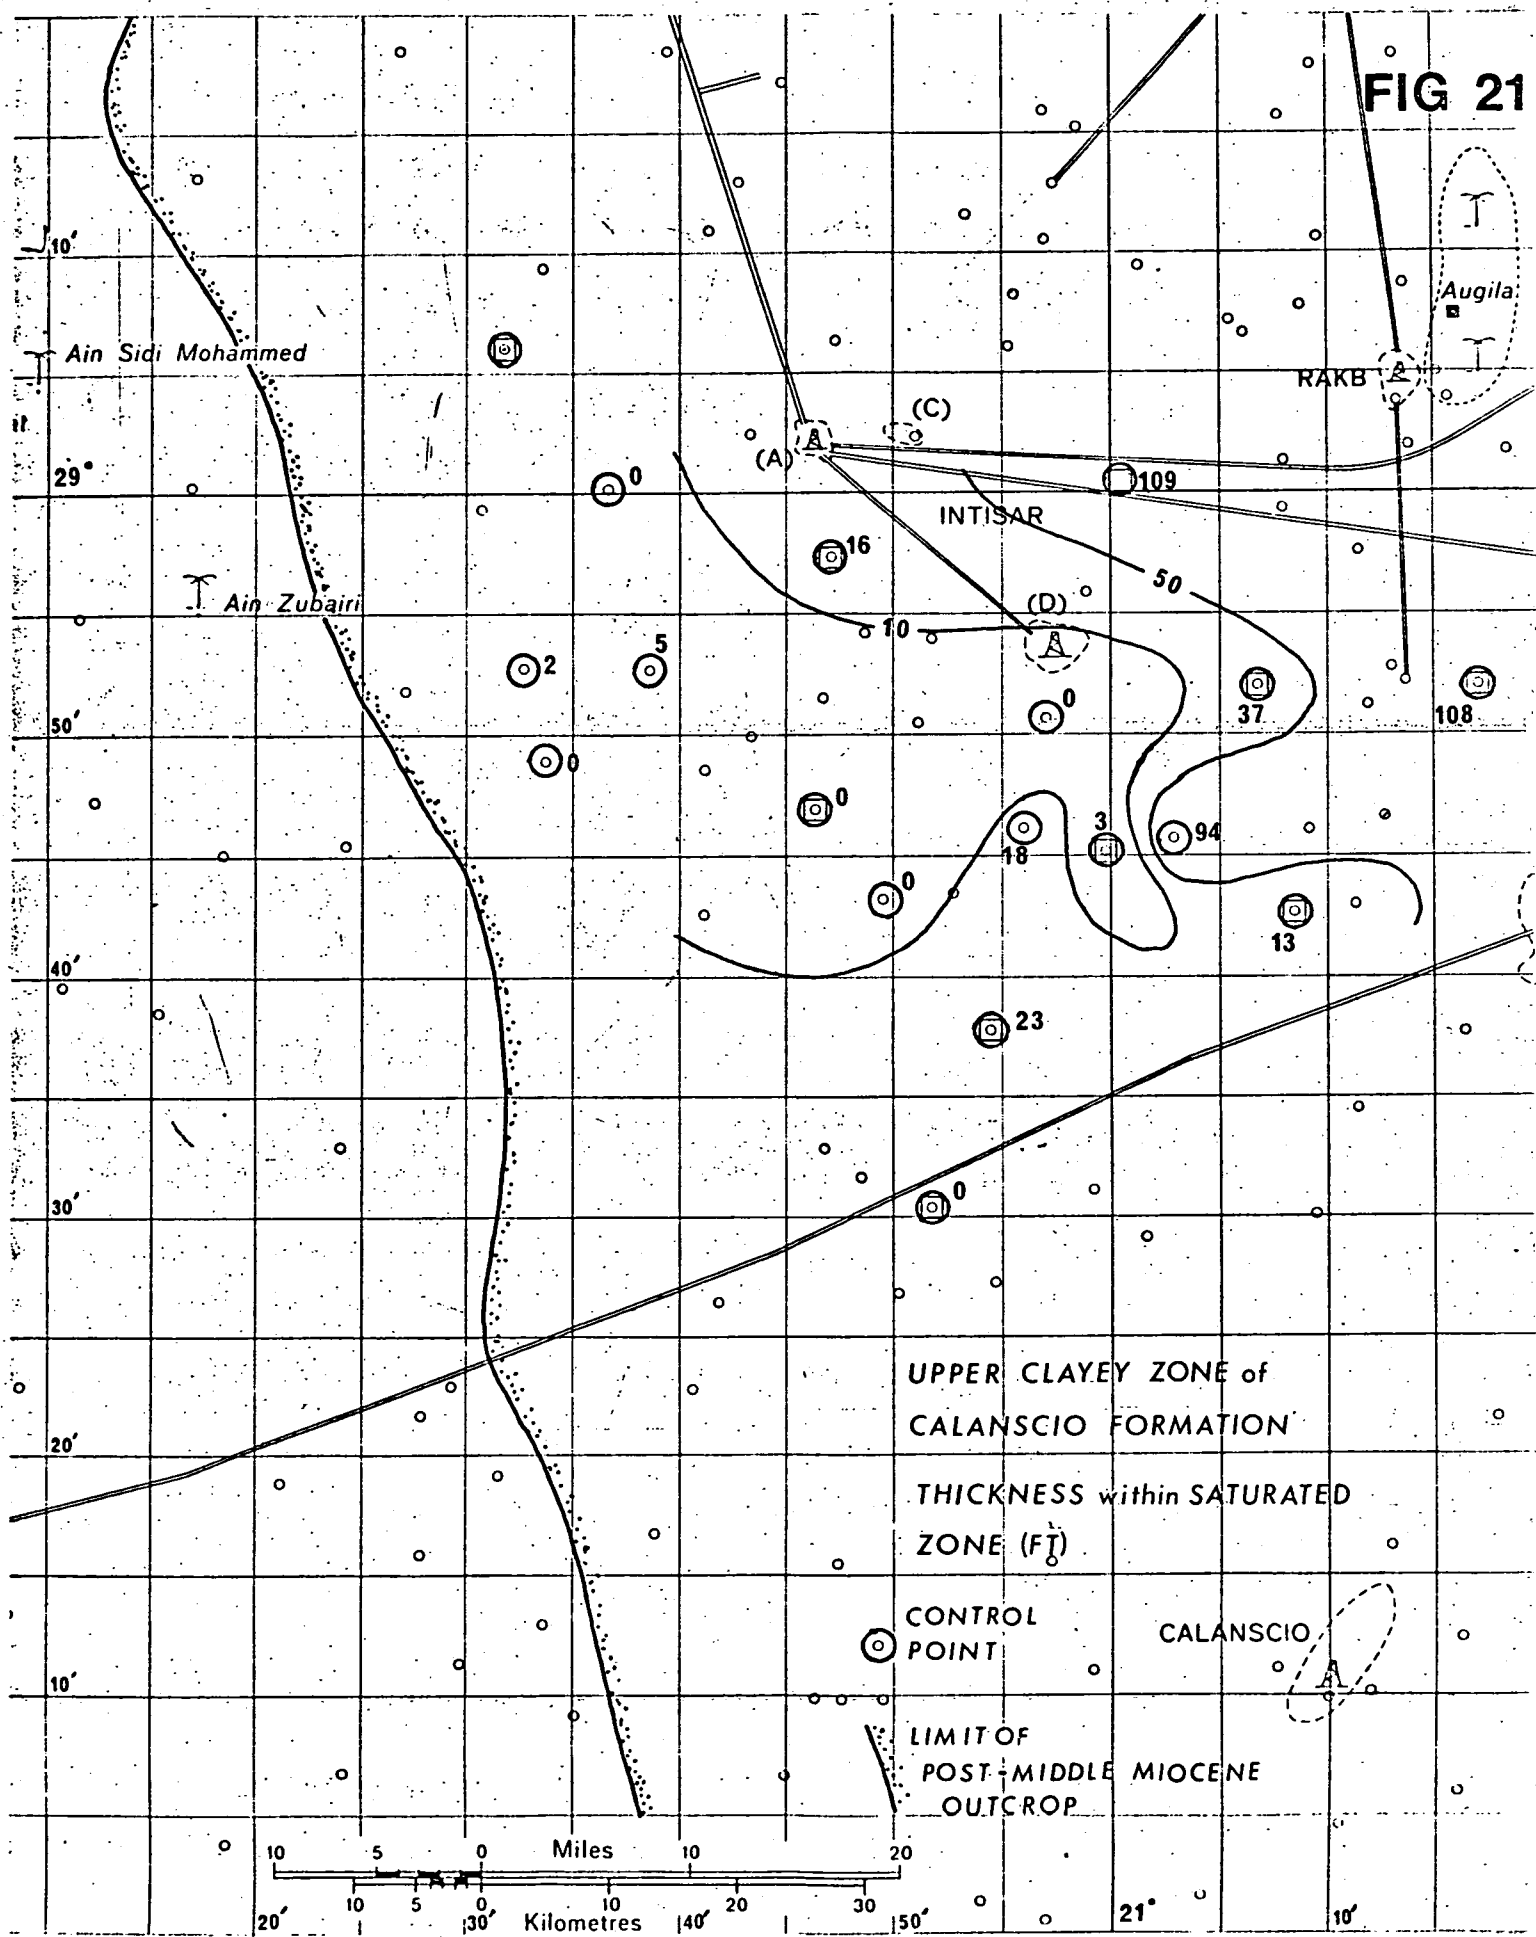 FIG 21
10′
Augila
Ain Sidi Mohammed
RAKB
(C)
(A)
29°
0
109
INTISAR
16
50
Ain Zubairi
(D)
10
2
5
0
37
108
50′
0
0
3
94
18
0
13
40′
23
0
30′
UPPER CLAYEY ZONE of
CALANSCIO FORMATION
20′
THICKNESS within SATURATED
ZONE (FT)
CONTROL
POINT
CALANSCIO
10′
LIMIT OF
POST-MIDDLE MIOCENE
OUTCROP
10 5 0 Miles 10 20
10 5 0 10 20 30
20′ 30′ Kilometres 40′ 50′ 21° 10′